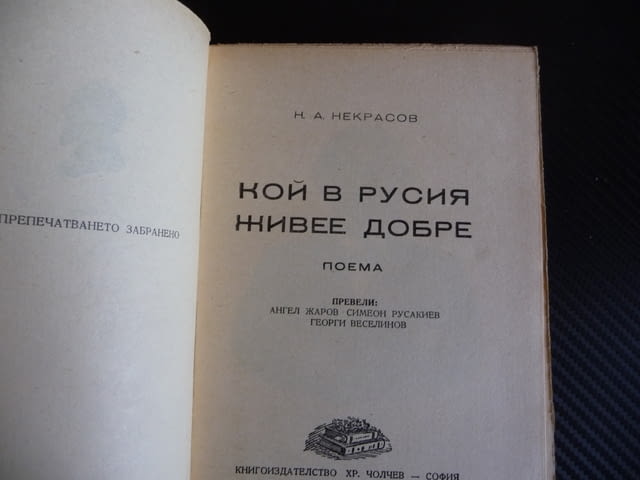 ПРЕПЕЧАТВАНЕТО ЗАБРАНЕНО
Н. А. НЕКРАСОВ
КОЙ В РУСИЯ
ЖИВЕЕ ДОБРЕ
ПОЕМА
ПРЕВЕЛИ:
АНГЕЛ ЖАРОВ СИМЕОН РУСАКИЕВ
ГЕОРГИ ВЕСЕЛИНОВ
КНИГОИЗДАТЕЛСТВО ХР. ЧОЛЧЕВ — СОФИЯ